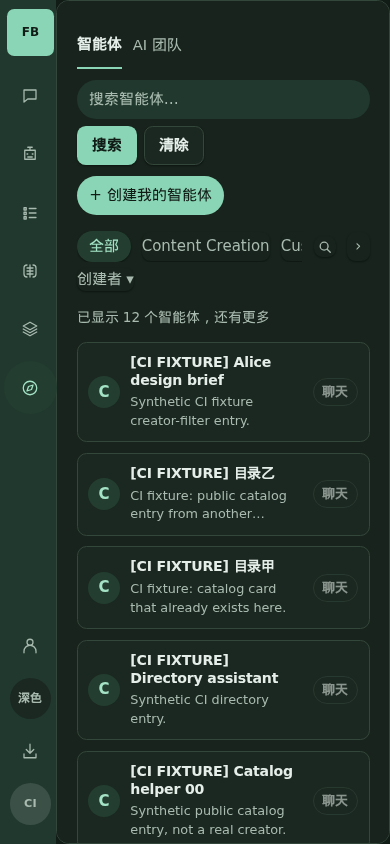 FB
智能体 AI 团队
搜索智能体…
搜索 清除
+ 创建我的智能体
全部 Content Creation
创建者 ▾
已显示 12 个智能体，还有更多
[CI FIXTURE] Alice
design brief
C
Synthetic CI fixture
creator-filter entry.
聊天
[CI FIXTURE] 目录乙
C
CI fixture: public catalog
entry from another…
聊天
[CI FIXTURE] 目录甲
C
CI fixture: catalog card
that already exists here.
聊天
[CI FIXTURE]
Directory assistant
C
Synthetic CI directory
entry.
聊天
[CI FIXTURE] Catalog
helper 00
C
Synthetic public catalog
entry, not a real creator.
聊天
深色
CI